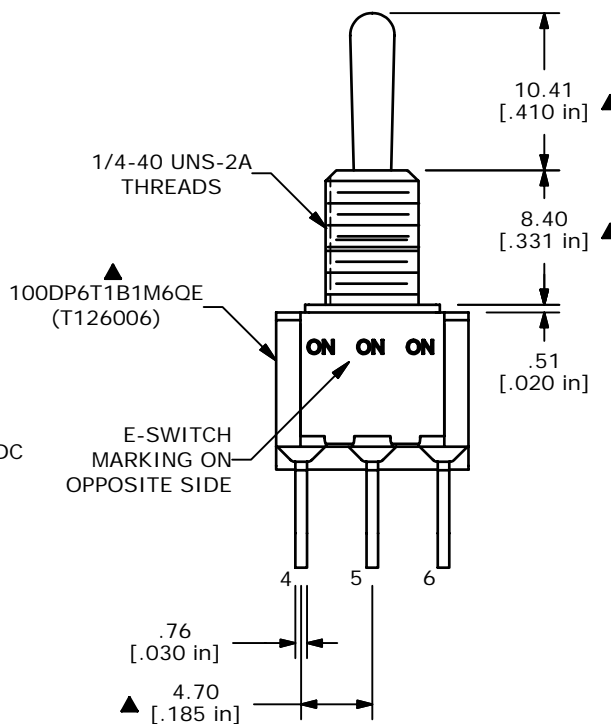 10.41
[.410 in] ▲
1/4-40 UNS-2A
THREADS
8.40
[.331 in] ▲
▲
100DP6T1B1M6QE
(T126006)
ON ON ON
.51
[.020 in]
E-SWITCH
MARKING ON
OPPOSITE SIDE
DC
4 5 6
.76
[.030 in]
▲ 4.70
[.185 in]